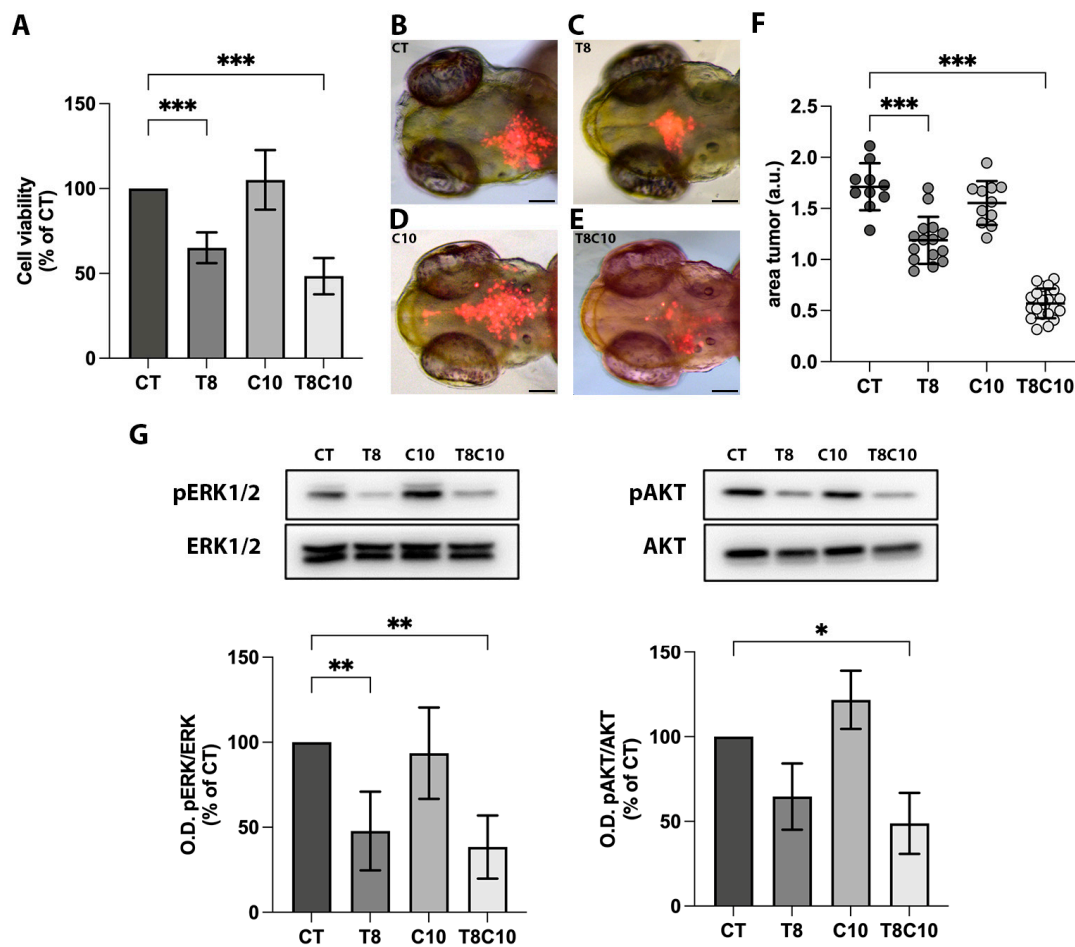 A
***
***
150
100
50
0
Cell viability
(% of CT)
CT T8 C10 T8C10
B
CT
C
T8
D
C10
E
T8C10
F
***
***
2.5
2.0
1.5
1.0
0.5
0.0
area tumor (a.u.)
CT T8 C10 T8C10
G
CT T8 C10 T8C10
pERK1/2
ERK1/2
CT T8 C10 T8C10
pAKT
AKT
**
**
150
100
50
0
O.D. pERK/ERK
(% of CT)
CT T8 C10 T8C10
*
150
100
50
0
O.D. pAKT/AKT
(% of CT)
CT T8 C10 T8C10